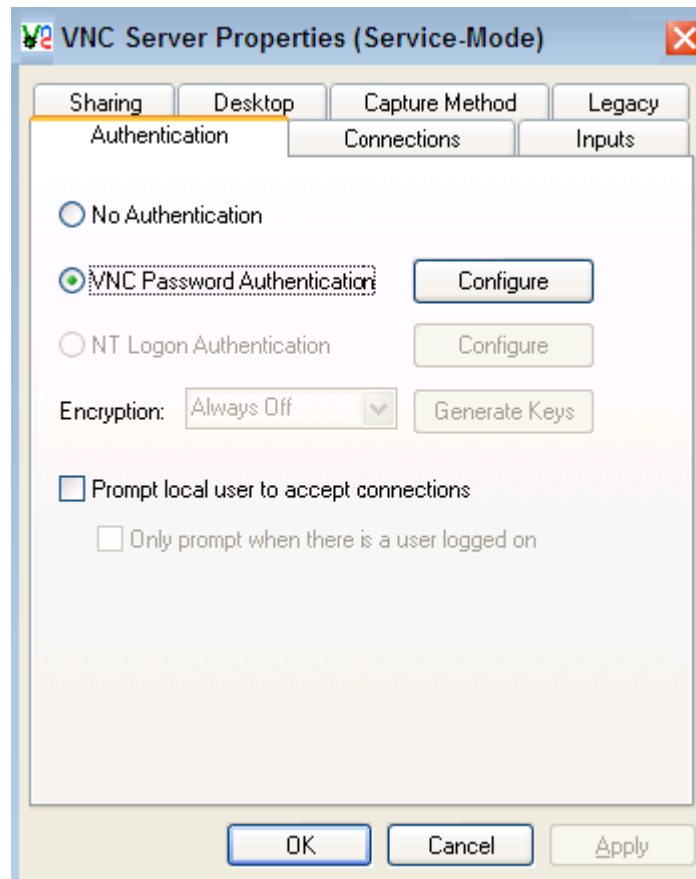 VNC Server Properties (Service-Mode)
Sharing Desktop Capture Method Legacy
Authentication Connections Inputs
No Authentication
VNC Password Authentication Configure
NT Logon Authentication Configure
Encryption: Always Off Generate Keys
Prompt local user to accept connections
Only prompt when there is a user logged on
OK Cancel Apply